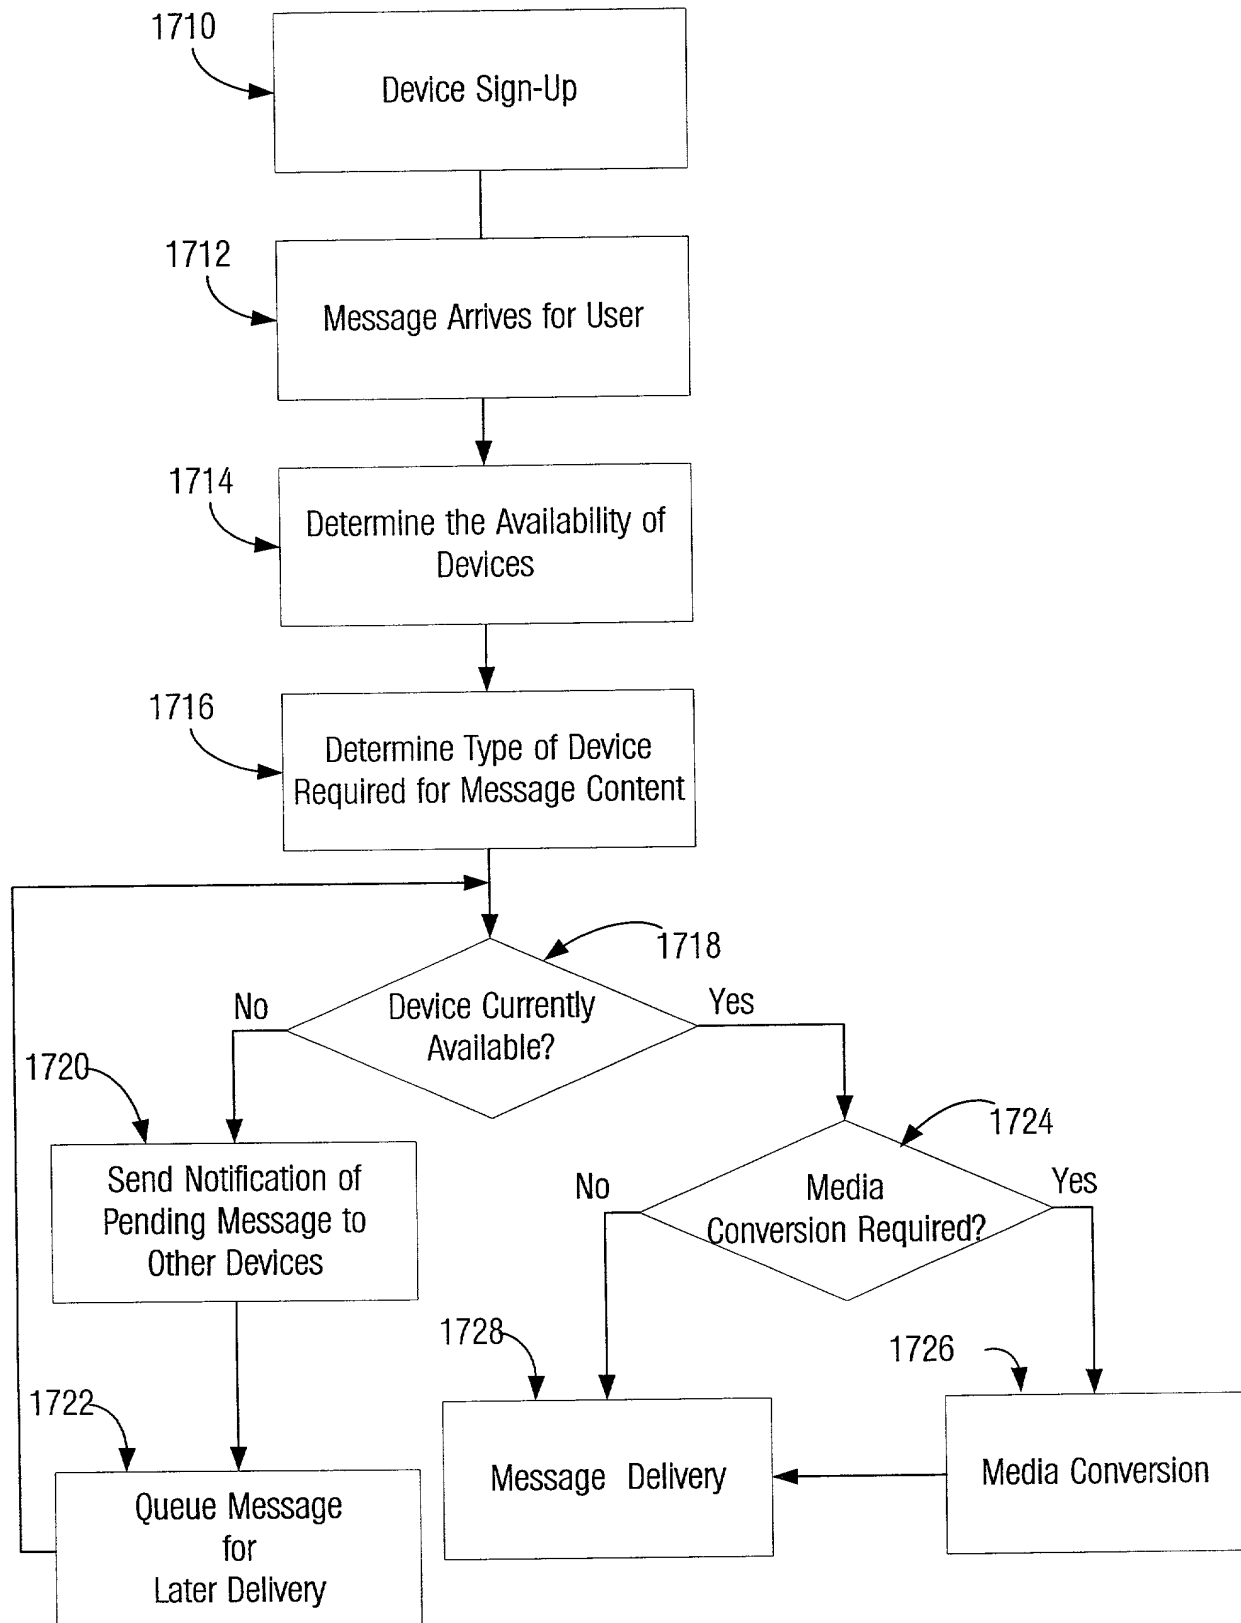 1710
Device Sign-Up
1712
Message Arrives for User
1714
Determine the Availability of
Devices
1716
Determine Type of Device
Required for Message Content
1718
No
Device Currently
Available?
Yes
1720
Send Notification of
Pending Message to
Other Devices
1724
No
Media
Conversion Required?
Yes
1722
Queue Message
for
Later Delivery
1728
Message Delivery
1726
Media Conversion